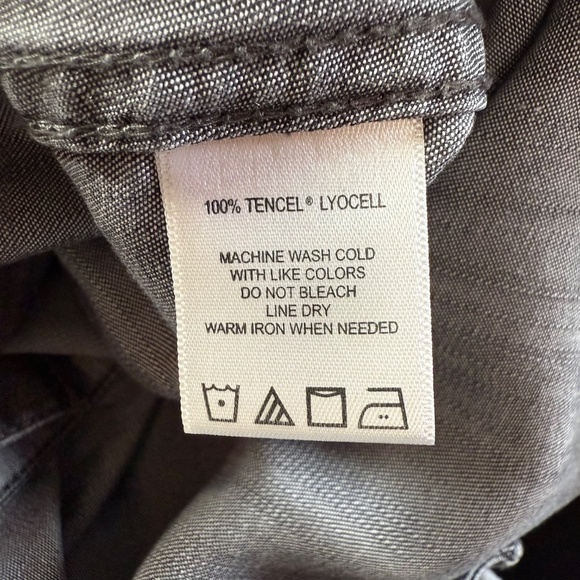 100% TENCEL® LYOCELL
MACHINE WASH COLD
WITH LIKE COLORS
DO NOT BLEACH
LINE DRY
WARM IRON WHEN NEEDED